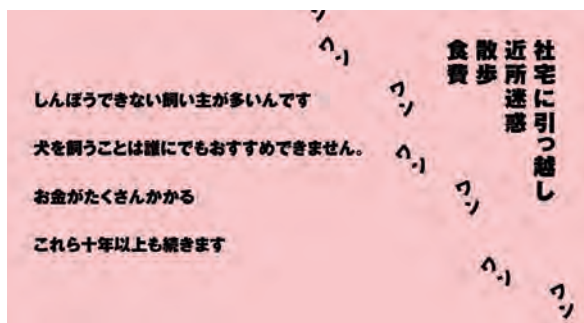 社宅に引っ越し
近所迷惑
散歩
食費
しんぼうできない飼い主が多いんです
犬を飼うことは誰にでもおすすめできません。
お金がたくさんかかる
これら十年以上も続きます
ワン
ワン
ワン
ワン
ワン
ワン
ワン